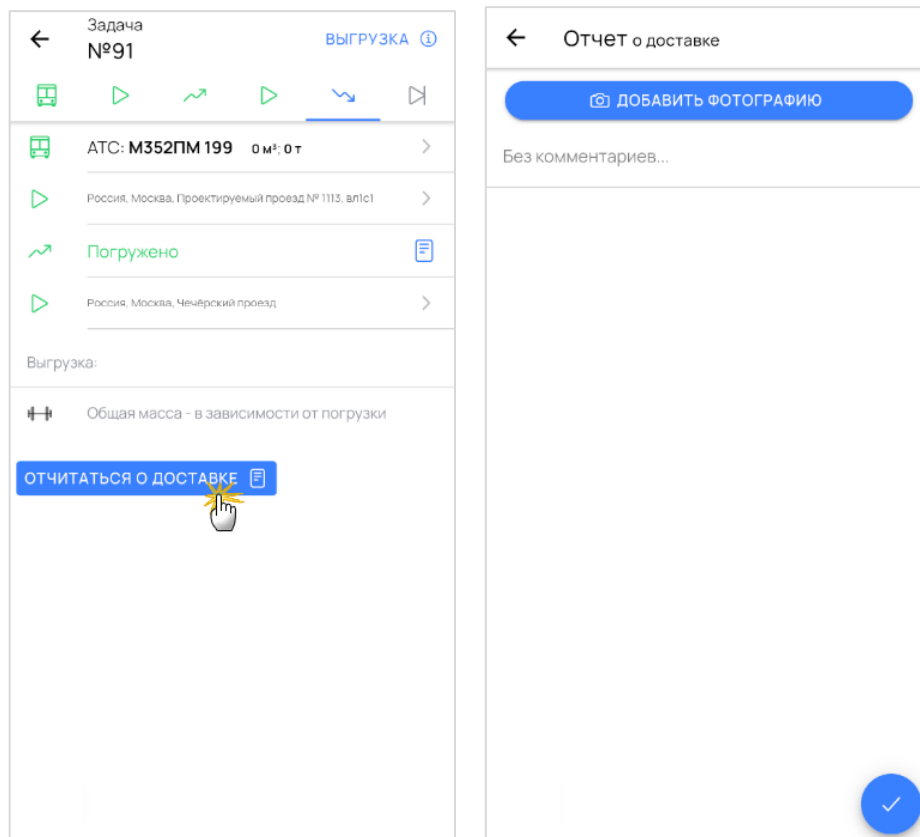 Задача
№91
ВЫГРУЗКА
АТС: М352ПМ 199 0 м³; 0 т
Россия, Москва, Проектируемый проезд № 1113, вл1с1
Погружено
Россия, Москва, Чечёрский проезд
Выгрузка:
Общая масса - в зависимости от погрузки
ОТЧИТАТЬСЯ О ДОСТАВКЕ
Отчет о доставке
ДОБАВИТЬ ФОТОГРАФИЮ
Без комментариев...